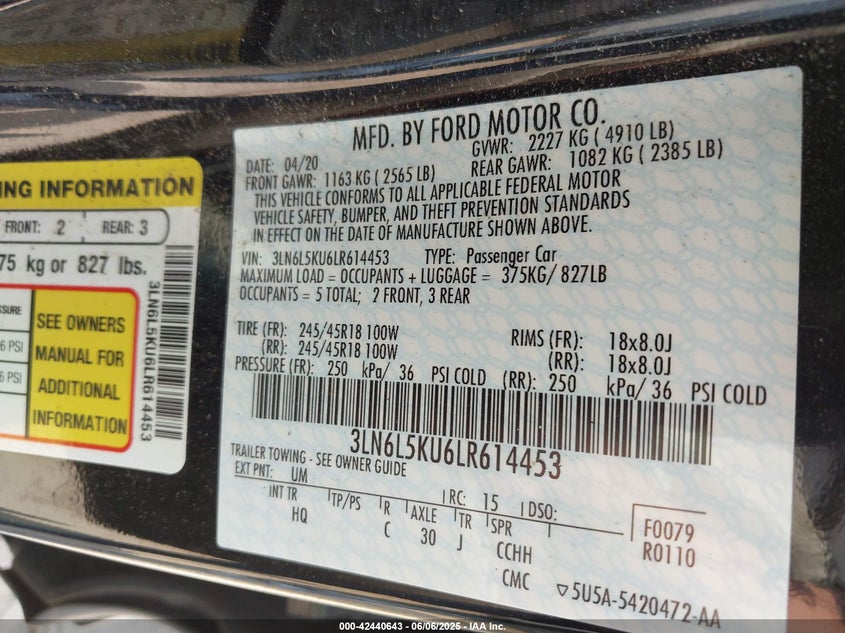 ING INFORMATION
FRONT: 2 REAR: 3
75 kg or 827 lbs.
SSURE
6 PSI
6 PSI
SEE OWNERS
MANUAL FOR
ADDITIONAL
INFORMATION
3LN6L5KU6LR614453
MFD. BY FORD MOTOR CO.
DATE: 04/20 GVWR: 2227 KG ( 4910 LB)
FRONT GAWR: 1163 KG ( 2565 LB) REAR GAWR: 1082 KG ( 2385 LB)
THIS VEHICLE CONFORMS TO ALL APPLICABLE FEDERAL MOTOR
VEHICLE SAFETY, BUMPER, AND THEFT PREVENTION STANDARDS
IN EFFECT ON THE DATE OF MANUFACTURE SHOWN ABOVE.
VIN: 3LN6L5KU6LR614453 TYPE: Passenger Car
MAXIMUM LOAD = OCCUPANTS + LUGGAGE = 375KG/ 827LB
OCCUPANTS = 5 TOTAL; 2 FRONT, 3 REAR
TIRE (FR): 245/45R18 100W RIMS (FR): 18x8.0J
(RR): 245/45R18 100W (RR): 18x8.0J
PRESSURE (FR): 250 kPa/ 36 PSI COLD (RR): 250 kPa/ 36 PSI COLD
3LN6L5KU6LR614453
TRAILER TOWING - SEE OWNER GUIDE
EXT PNT: UM RC: 15 DSO:
INT TR TP/PS R AXLE TR SPR F0079
HQ C 30 J CCHH R0110
CMC ▽5U5A-5420472-AA
000-42440643 - 06/06/2025 - IAA Inc.